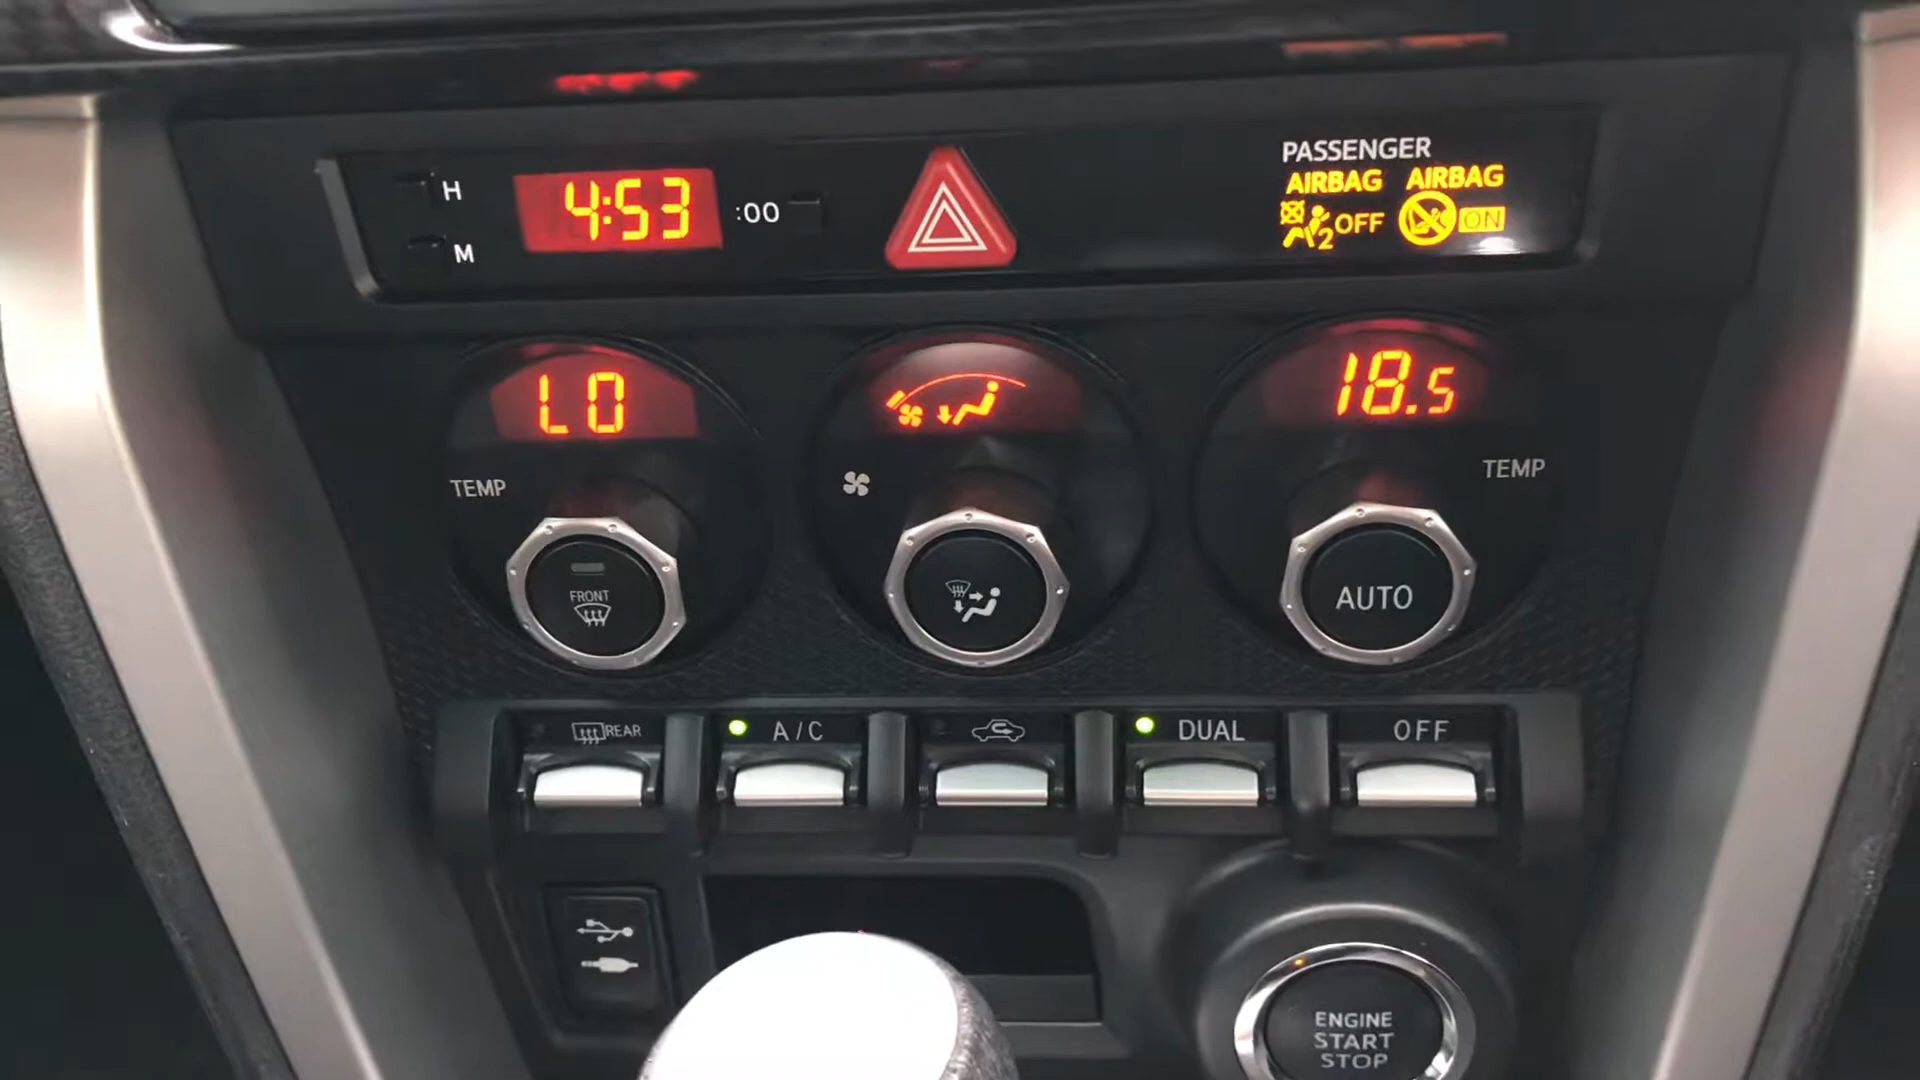 H
4:53
:00
M
PASSENGER
AIRBAG AIRBAG
2 OFF ON
LO
18.5
TEMP
TEMP
FRONT
AUTO
REAR
A/C
DUAL
OFF
ENGINE
START
STOP